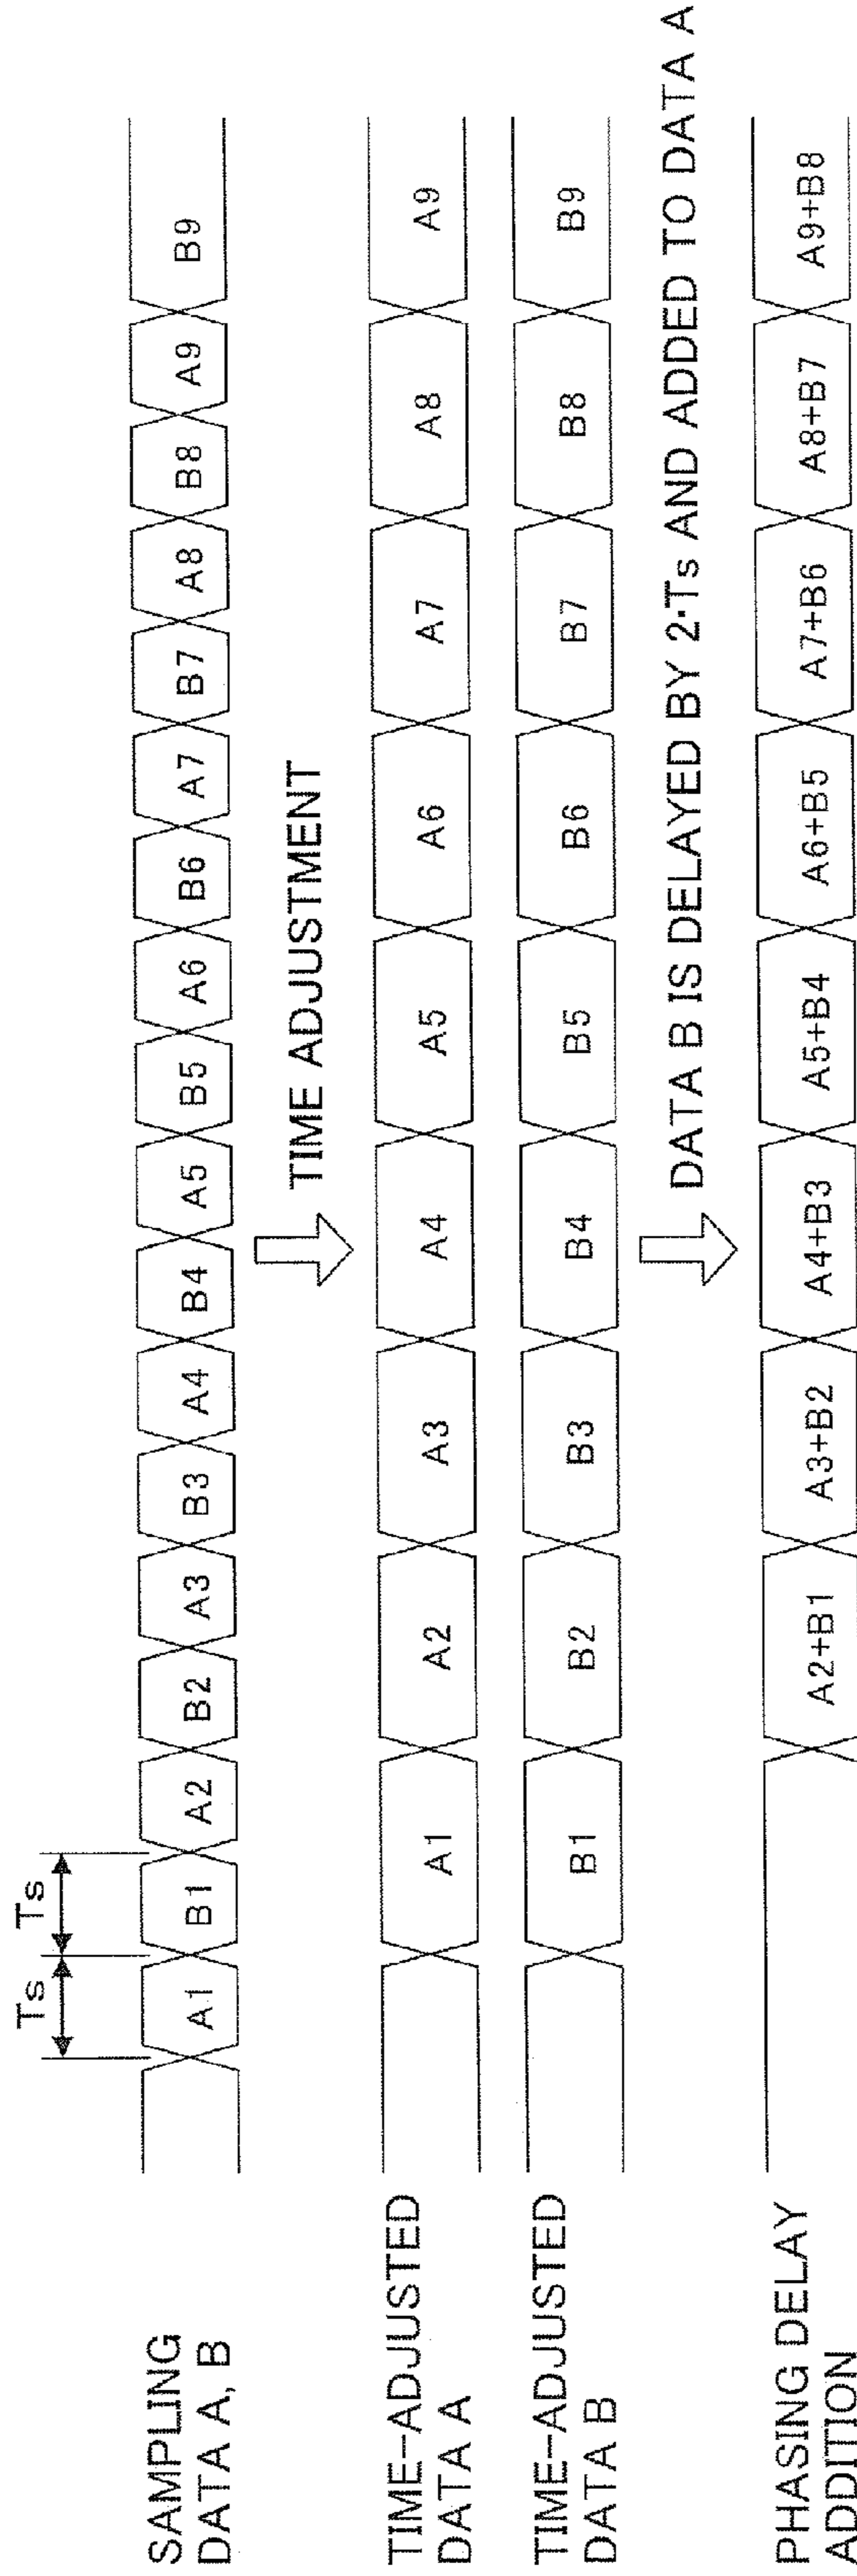 Ts Ts
SAMPLING
DATA A, B
A1 B1 A2 B2 A3 B3 A4 B4 A5 B5 A6 B6 A7 B7 A8 B8 A9 B9
TIME ADJUSTMENT
TIME-ADJUSTED
DATA A
A1 A2 A3 A4 A5 A6 A7 A8 A9
TIME-ADJUSTED
DATA B
B1 B2 B3 B4 B5 B6 B7 B8 B9
DATA B IS DELAYED BY 2·Ts AND ADDED TO DATA A
PHASING DELAY
ADDITION
A2+B1 A3+B2 A4+B3 A5+B4 A6+B5 A7+B6 A8+B7 A9+B8